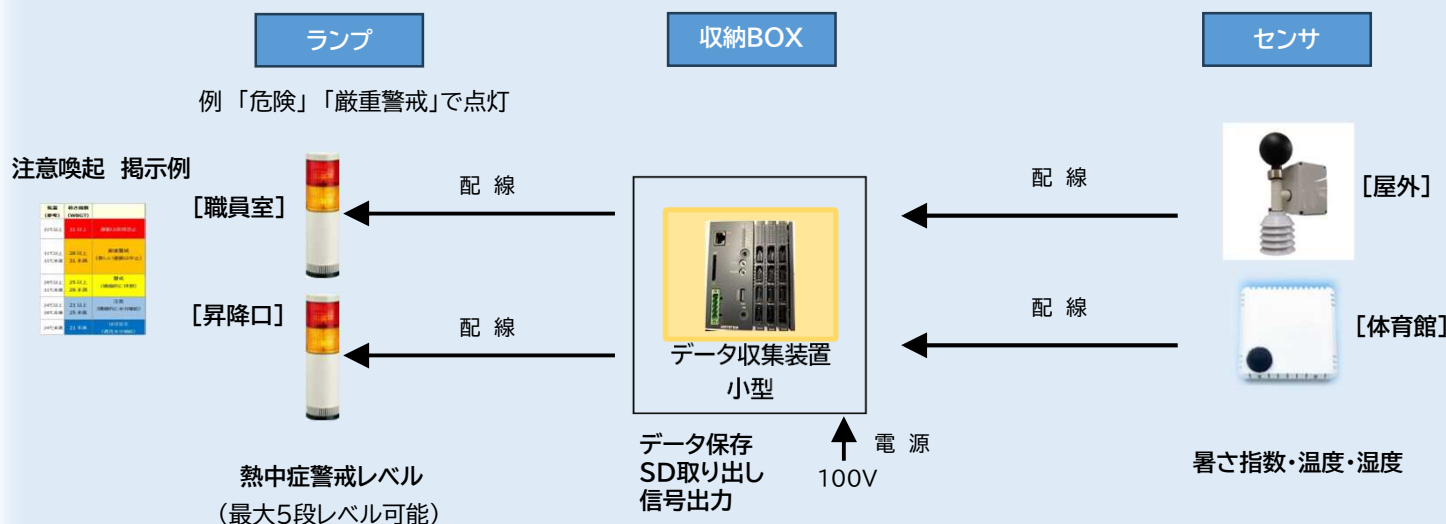 ランプ
収納BOX
センサ
例 「危険」「厳重警戒」で点灯
注意喚起 掲示例
[職員室]
配 線
配 線
[屋外]
[昇降口]
配 線
配 線
[体育館]
データ収集装置
小型
熱中症警戒レベル
(最大5段レベル可能)
データ保存
SD取り出し
信号出力
電 源
100V
暑さ指数・温度・湿度
(WBGT)